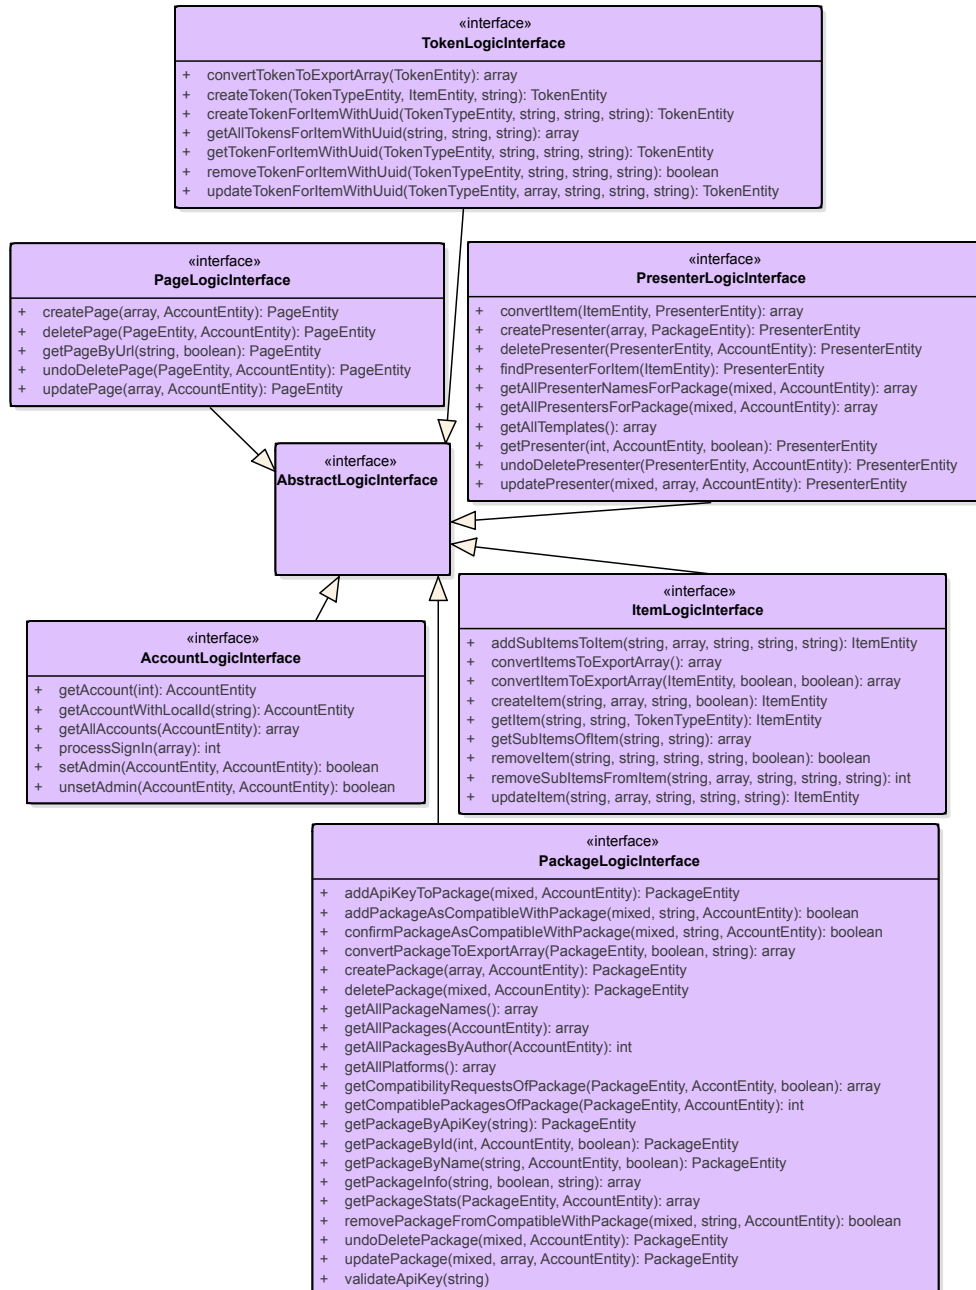 «interface»
TokenLogicInterface
+ convertTokenToExportArray(TokenEntity): array
+ createToken(TokenTypeEntity, ItemEntity, string): TokenEntity
+ createTokenForItemWithUuid(TokenTypeEntity, string, string, string): TokenEntity
+ getAllTokensForItemWithUuid(string, string, string): array
+ getTokenForItemWithUuid(TokenTypeEntity, string, string, string): TokenEntity
+ removeTokenForItemWithUuid(TokenTypeEntity, string, string, string): boolean
+ updateTokenForItemWithUuid(TokenTypeEntity, array, string, string, string): TokenEntity
«interface»
PageLogicInterface
+ createPage(array, AccountEntity): PageEntity
+ deletePage(PageEntity, AccountEntity): PageEntity
+ getPageByUrl(string, boolean): PageEntity
+ undoDeletePage(PageEntity, AccountEntity): PageEntity
+ updatePage(array, AccountEntity): PageEntity
«interface»
PresenterLogicInterface
+ convertItem(ItemEntity, PresenterEntity): array
+ createPresenter(array, PackageEntity): PresenterEntity
+ deletePresenter(PresenterEntity, AccountEntity): PresenterEntity
+ findPresenterForItem(ItemEntity): PresenterEntity
+ getAllPresenterNamesForPackage(mixed, AccountEntity): array
+ getAllPresentersForPackage(mixed, AccountEntity): array
+ getAllTemplates(): array
+ getPresenter(int, AccountEntity, boolean): PresenterEntity
+ undoDeletePresenter(PresenterEntity, AccountEntity): PresenterEntity
+ updatePresenter(mixed, array, AccountEntity): PresenterEntity
«interface»
AbstractLogicInterface
«interface»
AccountLogicInterface
+ getAccount(int): AccountEntity
+ getAccountWithLocalId(string): AccountEntity
+ getAllAccounts(AccountEntity): array
+ processSignIn(array): int
+ setAdmin(AccountEntity, AccountEntity): boolean
+ unsetAdmin(AccountEntity, AccountEntity): boolean
«interface»
ItemLogicInterface
+ addSubItemsToItem(string, array, string, string, string): ItemEntity
+ convertItemsToExportArray(): array
+ convertItemToExportArray(ItemEntity, boolean, boolean): array
+ createItem(string, array, string, boolean): ItemEntity
+ getItem(string, string, TokenTypeEntity): ItemEntity
+ getSubItemsOfItem(string, string): array
+ removeItem(string, string, string, string, boolean): boolean
+ removeSubItemsFromItem(string, array, string, string, string): int
+ updateItem(string, array, string, string, string): ItemEntity
«interface»
PackageLogicInterface
+ addApiKeyToPackage(mixed, AccountEntity): PackageEntity
+ addPackageAsCompatibleWithPackage(mixed, string, AccountEntity): boolean
+ confirmPackageAsCompatibleWithPackage(mixed, string, AccountEntity): boolean
+ convertPackageToExportArray(PackageEntity, boolean, string): array
+ createPackage(array, AccountEntity): PackageEntity
+ deletePackage(mixed, AccounEntity): PackageEntity
+ getAllPackageNames(): array
+ getAllPackages(AccountEntity): array
+ getAllPackagesByAuthor(AccountEntity): int
+ getAllPlatforms(): array
+ getCompatibilityRequestsOfPackage(PackageEntity, AccontEntity, boolean): array
+ getCompatiblePackagesOfPackage(PackageEntity, AccountEntity): int
+ getPackageByApiKey(string): PackageEntity
+ getPackageById(int, AccountEntity, boolean): PackageEntity
+ getPackageByName(string, AccountEntity, boolean): PackageEntity
+ getPackageInfo(string, boolean, string): array
+ getPackageStats(PackageEntity, AccountEntity): array
+ removePackageFromCompatibleWithPackage(mixed, string, AccountEntity): boolean
+ undoDeletePackage(mixed, AccountEntity): PackageEntity
+ updatePackage(mixed, array, AccountEntity): PackageEntity
+ validateApiKey(string)